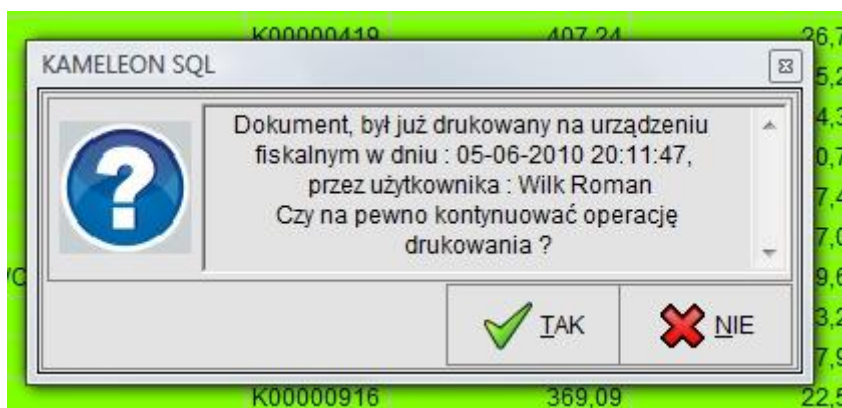 K00000419 407,24
KAMELEON SQL
Dokument, był już drukowany na urządzeniu
fiskalnym w dniu : 05-06-2010 20:11:47,
przez użytkownika : Wilk Roman
Czy na pewno kontynuować operację
drukowania ?
TAK NIE
K00000916 369,09